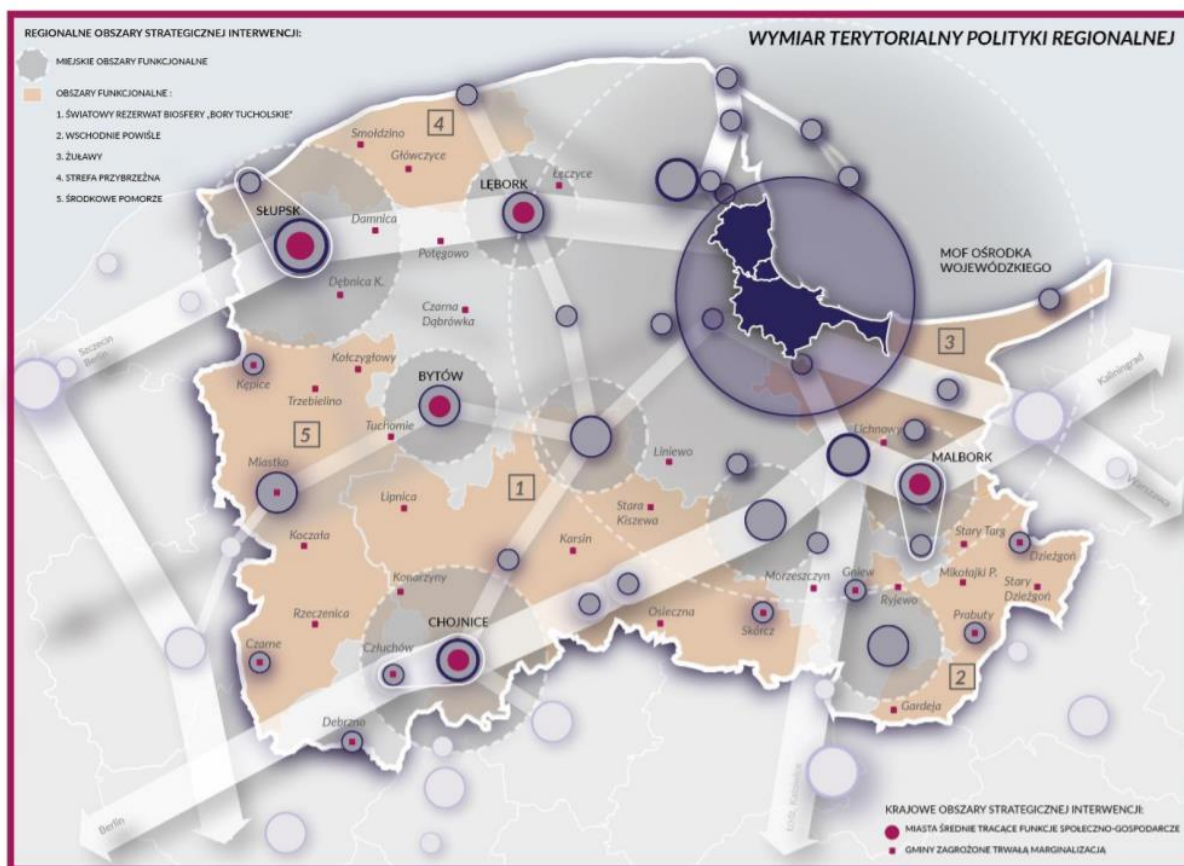 REGIONALNE OBSZARY STRATEGICZNEJ INTERWENCJI:
MIEJSKIE OBSZARY FUNKCJONALNE
OBSZARY FUNKCJONALNE :
1. ŚWIATOWY REZERWAT BIOSFERY „BORY TUCHOLSKIE”
2. WSCHODNIE POWIŚLE
3. ŻUŁAWY
4. STREFA PRZYBRZEŻNA
5. ŚRODKOWE POMORZE
WYMIAR TERYTORIALNY POLITYKI REGIONALNEJ
4
Smołdzino
Główczyce
LĘBORK
Łęczyce
SŁUPSK
Damnica
Potęgowo
MOF OŚRODKA
WOJEWÓDZKIEGO
Dębnica K.
Czarna
Dąbrówka
3
Szczecin
Berlin
Kaliningrad
Kołczygłowy
Kępice
BYTÓW
Trzebielino
Tuchomie
5
Lichnowy
MALBORK
Liniewo
Miastko
1
Warszawa
Lipnica
Stara
Kiszewa
Koczała
Karsin
Stary Targ
Dzierzgoń
Konarzyny
Morzeszczyn
Gniew
Mikołajki P.
Ryjewo
Stary
Dzierzgoń
Rzeczenica
CHOJNICE
Osieczna
Skórcz
Prabuty
Czarne
Człuchów
2
Gardeja
Debrzno
Berlin
Łódź, Katowice
KRAJOWE OBSZARY STRATEGICZNEJ INTERWENCJI:
MIASTA ŚREDNIE TRACĄCE FUNKCJE SPOŁECZNO-GOSPODARCZE
GMINY ZAGROŻONE TRWAŁĄ MARGINALIZACJĄ